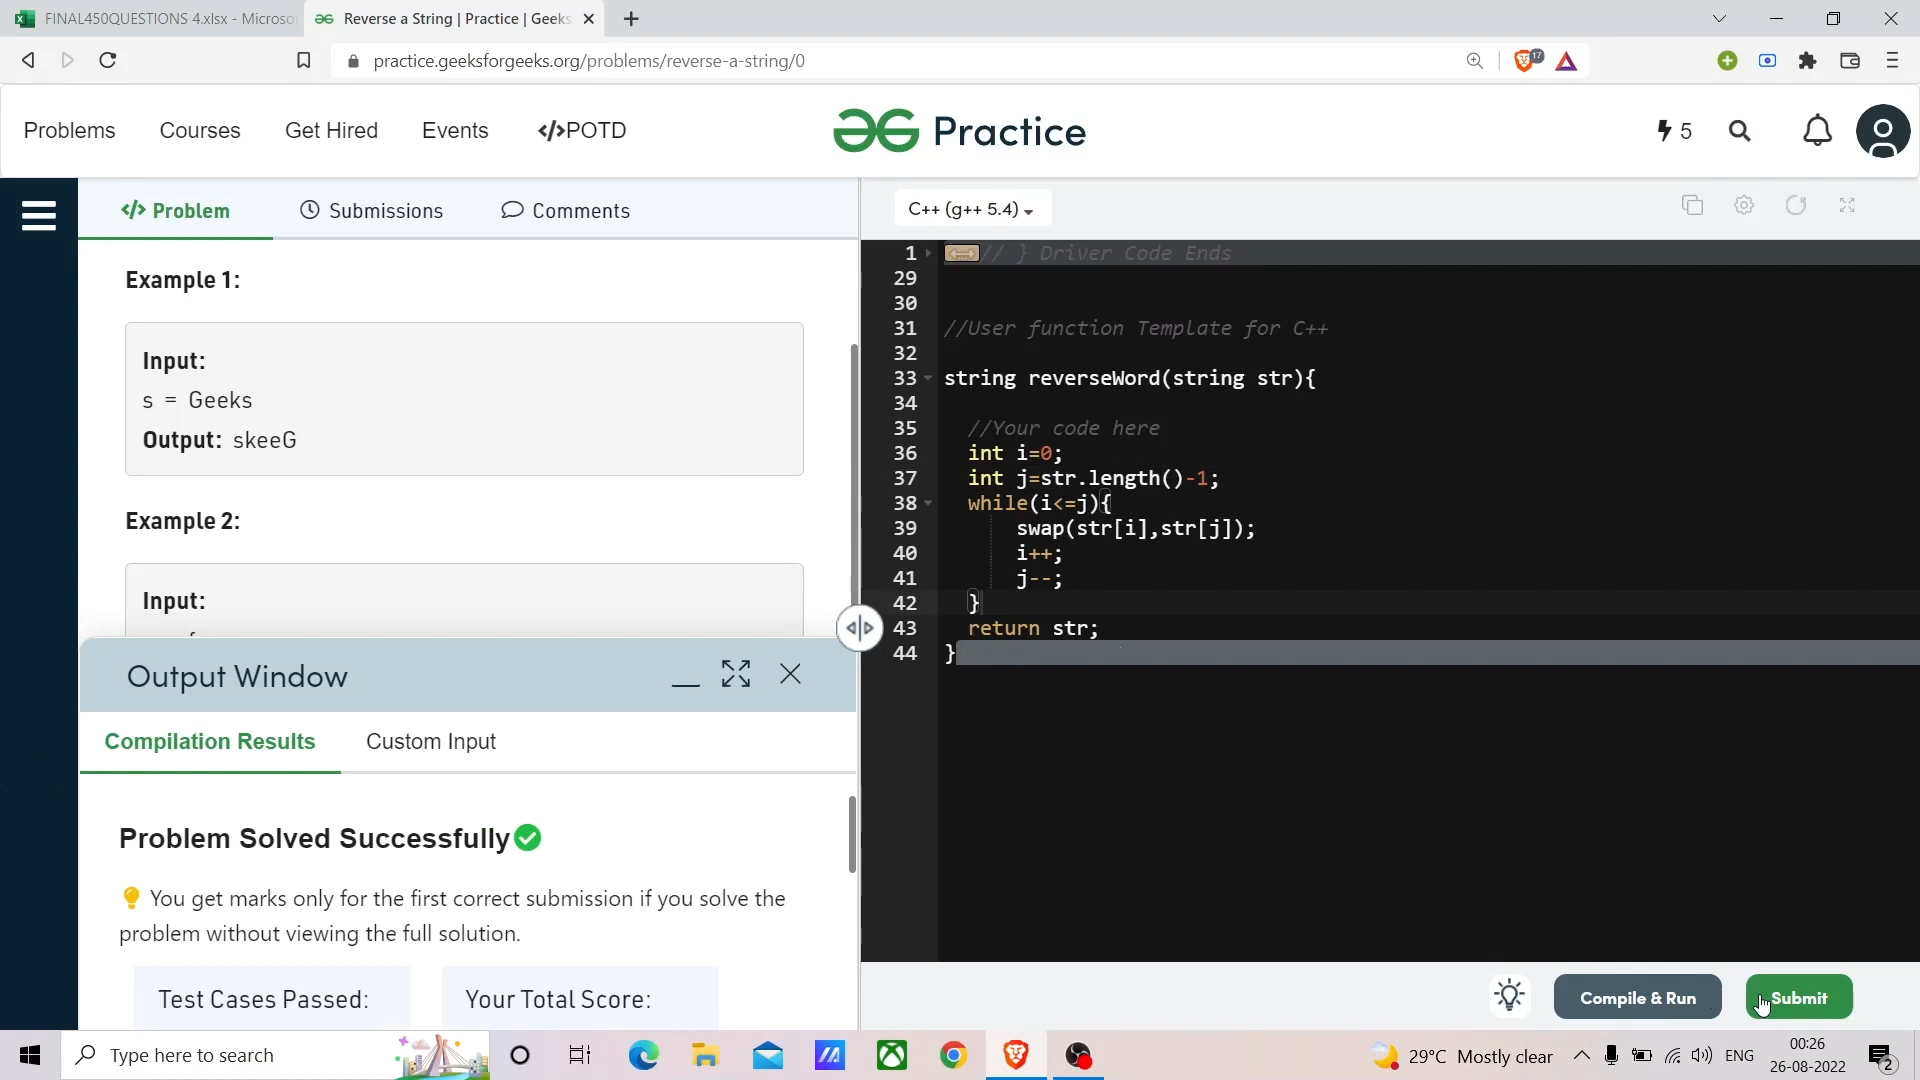 FINAL450QUESTIONS 4.xlsx - Microso
Reverse a String | Practice | Geeks
practice.geeksforgeeks.org/problems/reverse-a-string/0
17
Problems
Courses
Get Hired
Events
</>POTD
Practice
5
</> Problem
Submissions
Comments
C++ (g++ 5.4)
Example 1:
Input:
s = Geeks
Output: skeeG
Example 2:
Input:
1 // } Driver Code Ends
29
30
31 //User function Template for C++
32
33 string reverseWord(string str){
34
35 //Your code here
36 int i=0;
37 int j=str.length()-1;
38 while(i<=j){
39 swap(str[i],str[j]);
40 i++;
41 j--;
42 }
43 return str;
44 }
Output Window
Compilation Results
Custom Input
Problem Solved Successfully
You get marks only for the first correct submission if you solve the
problem without viewing the full solution.
Test Cases Passed:
Your Total Score:
Compile & Run
Submit
Type here to search
29°C Mostly clear
ENG
00:26
26-08-2022
2